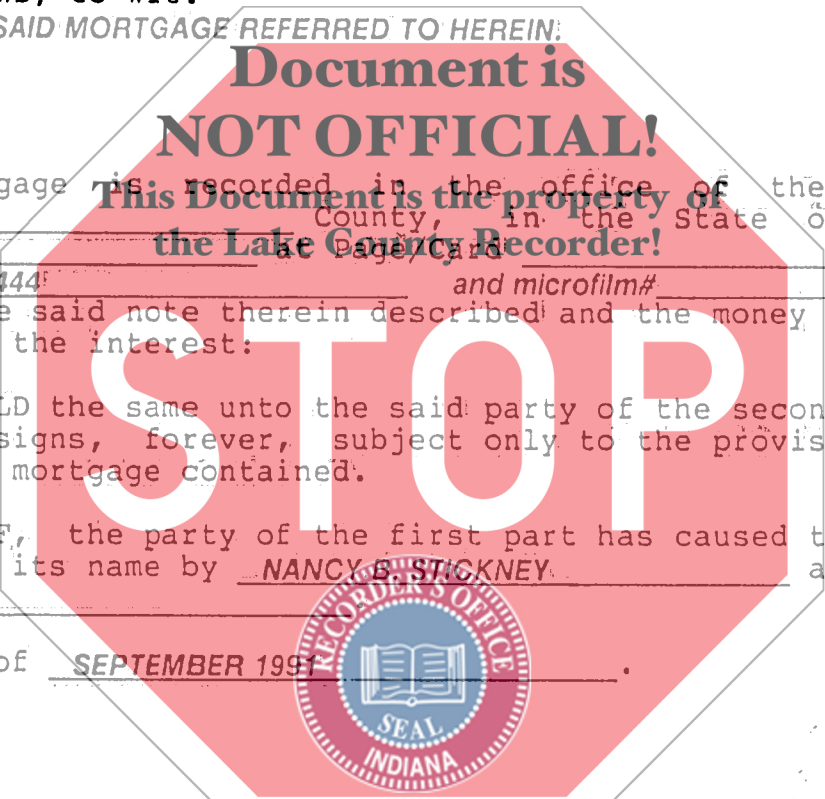 to wit:
SAID MORTGAGE REFERRED TO HEREIN.
Document is
NOT OFFICIAL!
gage is recorded in the office of the
This Document is the property of
County, in the State o
the Lake County Recorder!
at Page/Card
444 and microfilm#
e said note therein described and the money
the interest:
STOP
LD the same unto the said party of the secon
signs, forever, subject only to the provis
mortgage contained.
F, the party of the first part has caused t
its name by NANCY B. STICKNEY a
of SEPTEMBER 1991 .
RECORDER'S OFFICE
SEAL
INDIANA